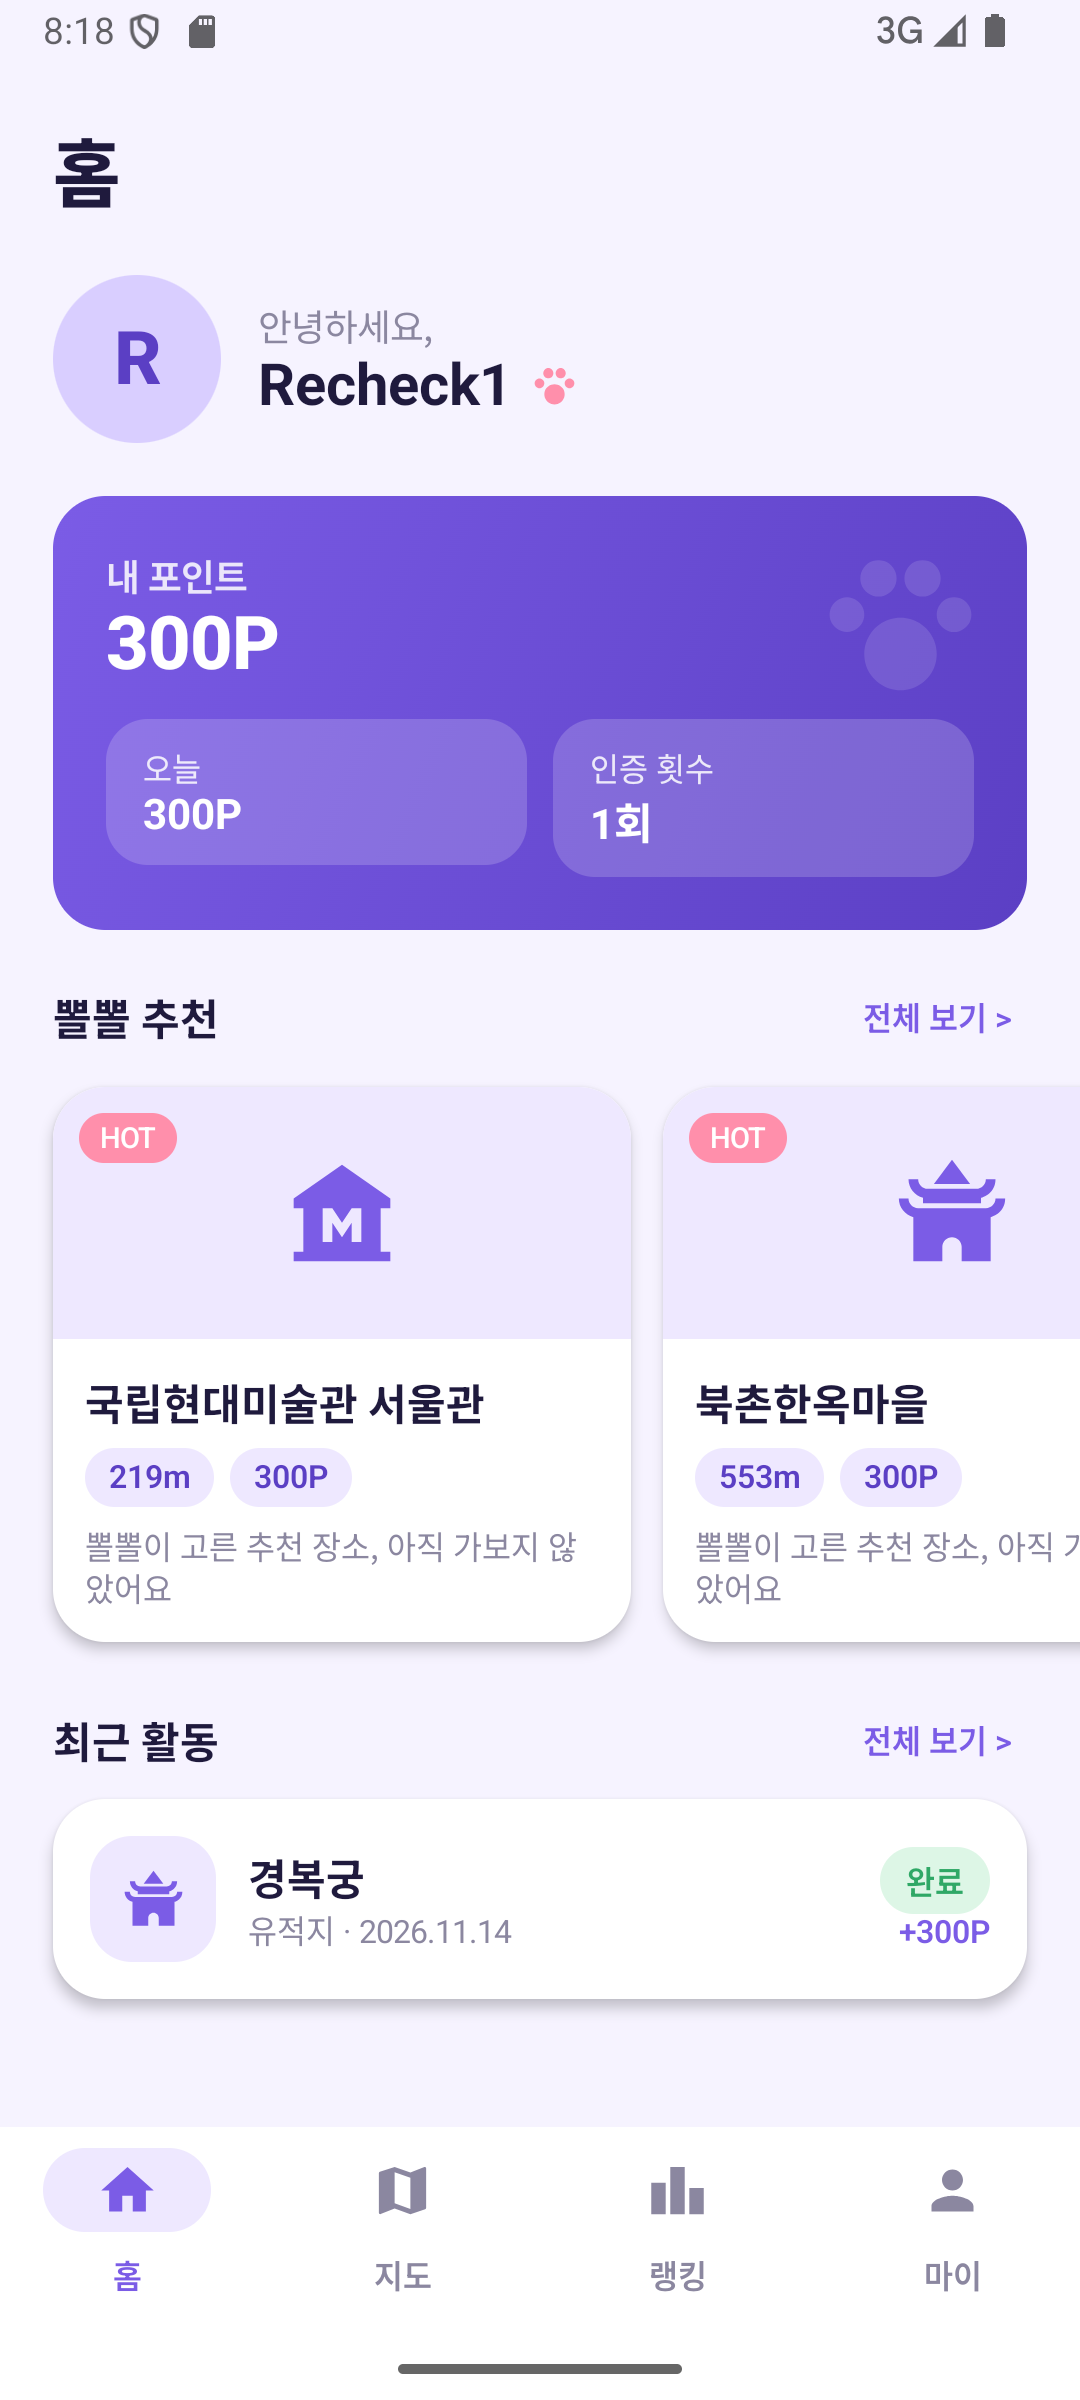 8:18
3G
홈
R
안녕하세요,
Recheck1
내 포인트
300P
오늘
300P
인증 횟수
1회
뽈뽈 추천
전체 보기 >
HOT
M
국립현대미술관 서울관
219m 300P
뽈뽈이 고른 추천 장소, 아직 가보지 않
았어요
HOT
북촌한옥마을
553m 300P
뽈뽈이 고른 추천 장소, 아직 가
았어요
최근 활동
전체 보기 >
경복궁
유적지 · 2026.11.14
완료
+300P
홈
지도
랭킹
마이